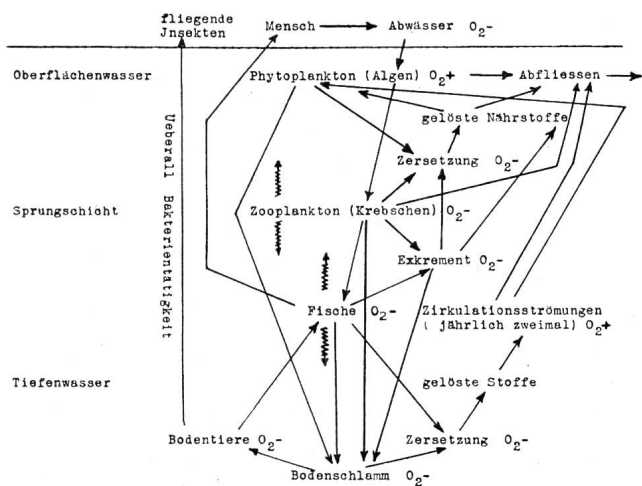 fliegende
Jnsekten
Mensch
Abwässer O₂-
Oberflächenwasser
Phytoplankton (Algen) O₂+
Abfliessen
gelöste Nährstoffe
Zersetzung O₂-
Ueberall Bakterientätigkeit
Sprungschicht
Zooplankton (Krebschen) O₂-
Exkrement O₂-
Fische O₂-
Zirkulationsströmungen
( jährlich zweimal) O₂+
Tiefenwasser
gelöste Stoffe
Bodentiere O₂-
Zersetzung O₂-
Bodenschlamm O₂-